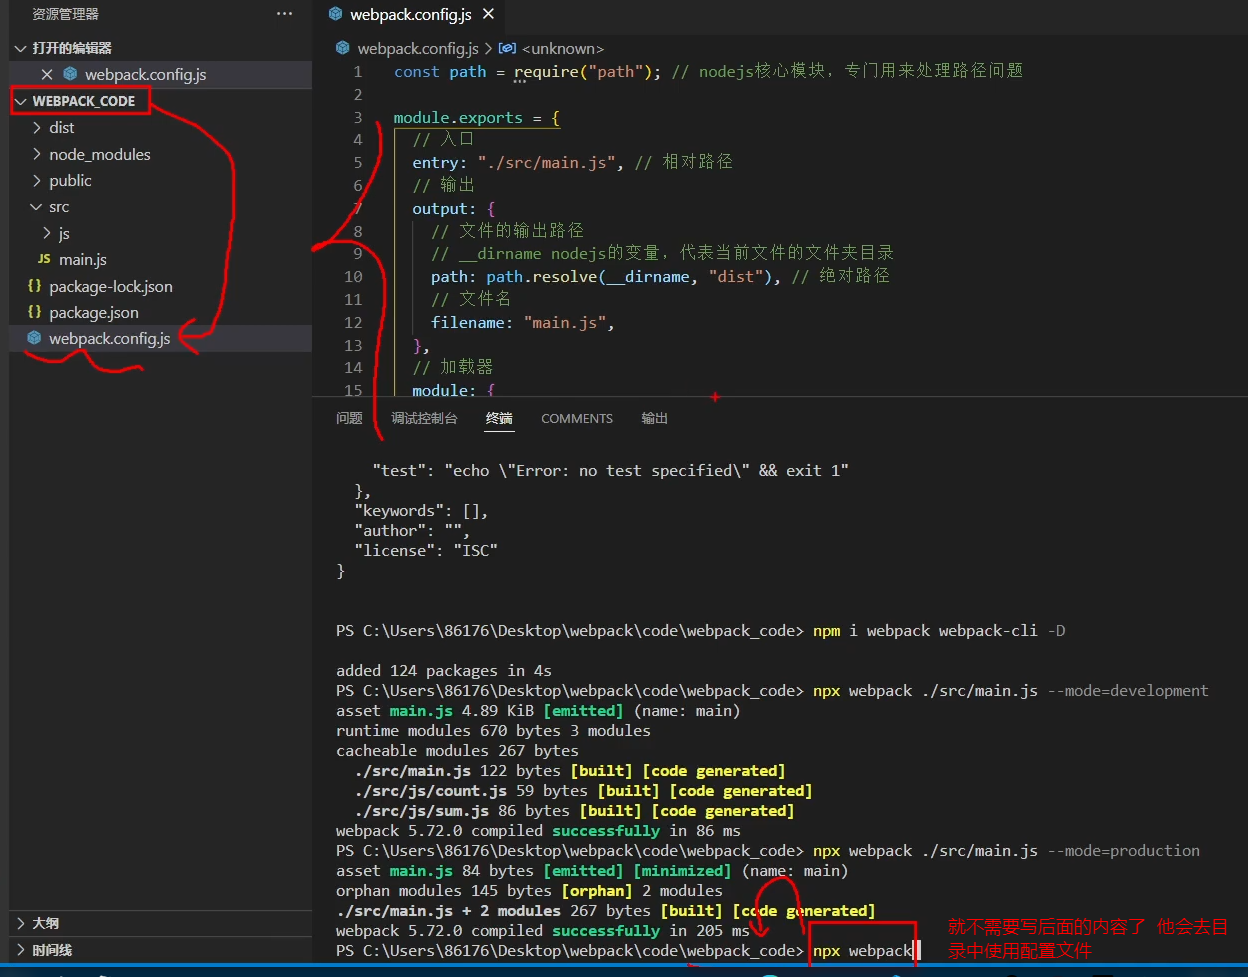 资源管理器
打开的编辑器
webpack.config.js
WEBPACK_CODE
dist
node_modules
public
src
js
JS main.js
{} package-lock.json
{} package.json
webpack.config.js
大纲
时间线
webpack.config.js
webpack.config.js > <unknown>
1 const path = require("path"); // nodejs核心模块，专门用来处理路径问题
2
3 module.exports = {
4 // 入口
5 entry: "./src/main.js", // 相对路径
6 // 输出
7 output: {
8 // 文件的输出路径
9 // __dirname nodejs的变量，代表当前文件的文件夹目录
10 path: path.resolve(__dirname, "dist"), // 绝对路径
11 // 文件名
12 filename: "main.js",
13 },
14 // 加载器
15 module: {
问题 调试控制台 终端 COMMENTS 输出
"test": "echo \"Error: no test specified\" && exit 1"
},
"keywords": [],
"author": "",
"license": "ISC"
}
PS C:\Users\86176\Desktop\webpack\code\webpack_code> npm i webpack webpack-cli -D
added 124 packages in 4s
PS C:\Users\86176\Desktop\webpack\code\webpack_code> npx webpack ./src/main.js --mode=development
asset main.js 4.89 KiB [emitted] (name: main)
runtime modules 670 bytes 3 modules
cacheable modules 267 bytes
./src/main.js 122 bytes [built] [code generated]
./src/js/count.js 59 bytes [built] [code generated]
./src/js/sum.js 86 bytes [built] [code generated]
webpack 5.72.0 compiled successfully in 86 ms
PS C:\Users\86176\Desktop\webpack\code\webpack_code> npx webpack ./src/main.js --mode=production
asset main.js 84 bytes [emitted] [minimized] (name: main)
orphan modules 145 bytes [orphan] 2 modules
./src/main.js + 2 modules 267 bytes [built] [code generated]
webpack 5.72.0 compiled successfully in 205 ms
PS C:\Users\86176\Desktop\webpack\code\webpack_code> npx webpack
就不需要写后面的内容了 他会去目
录中使用配置文件